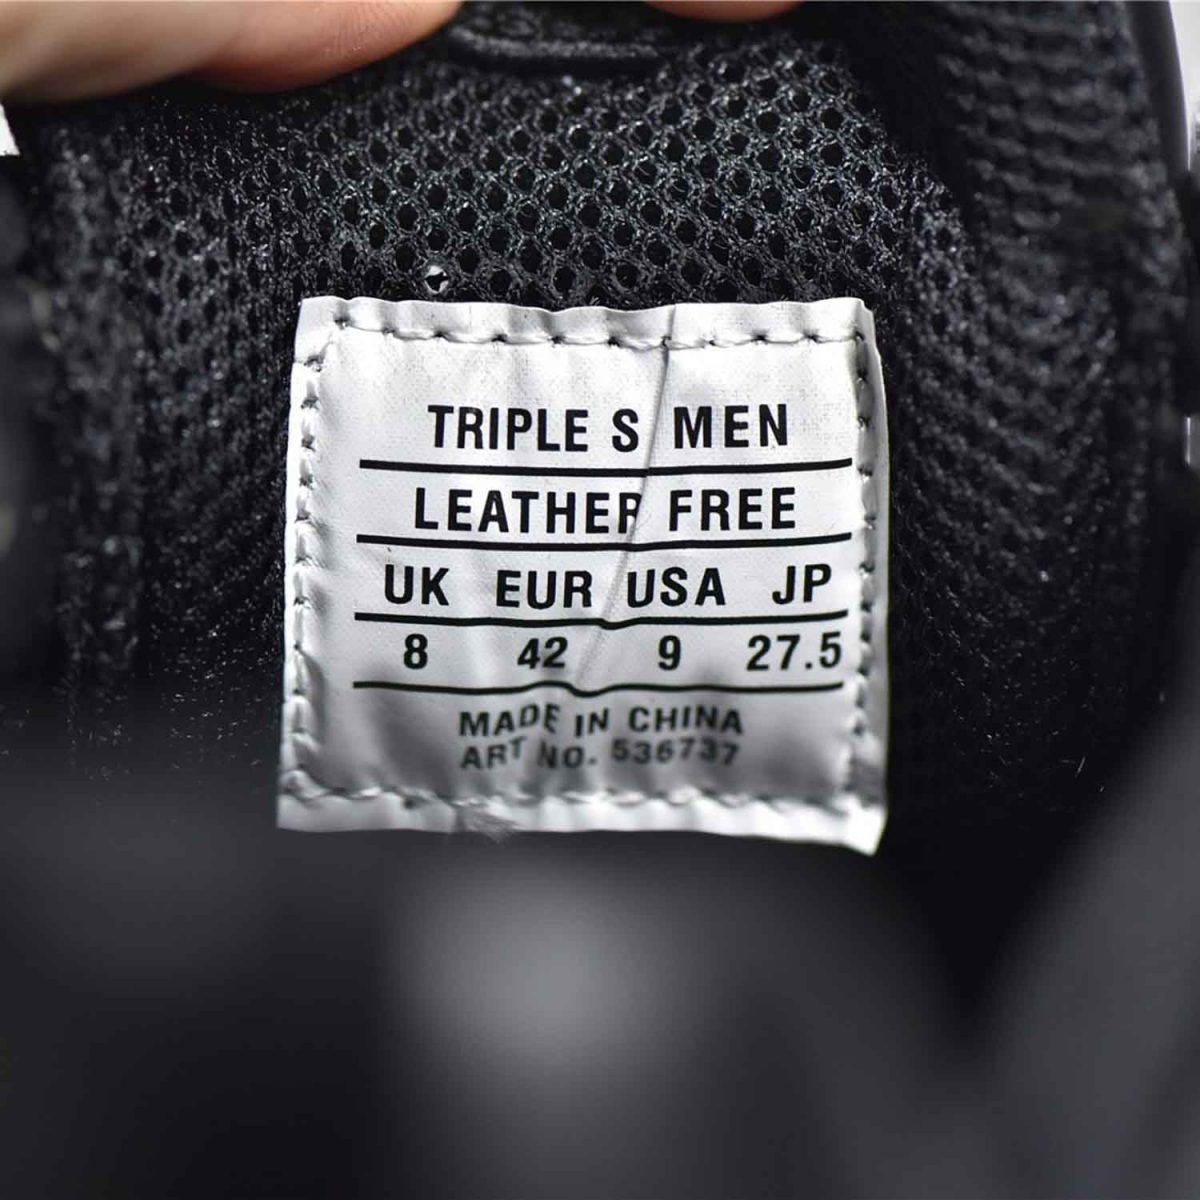 TRIPLE S MEN
LEATHER FREE
UK EUR USA JP
8 42 9 27.5
MADE IN CHINA
ART NO. 536737